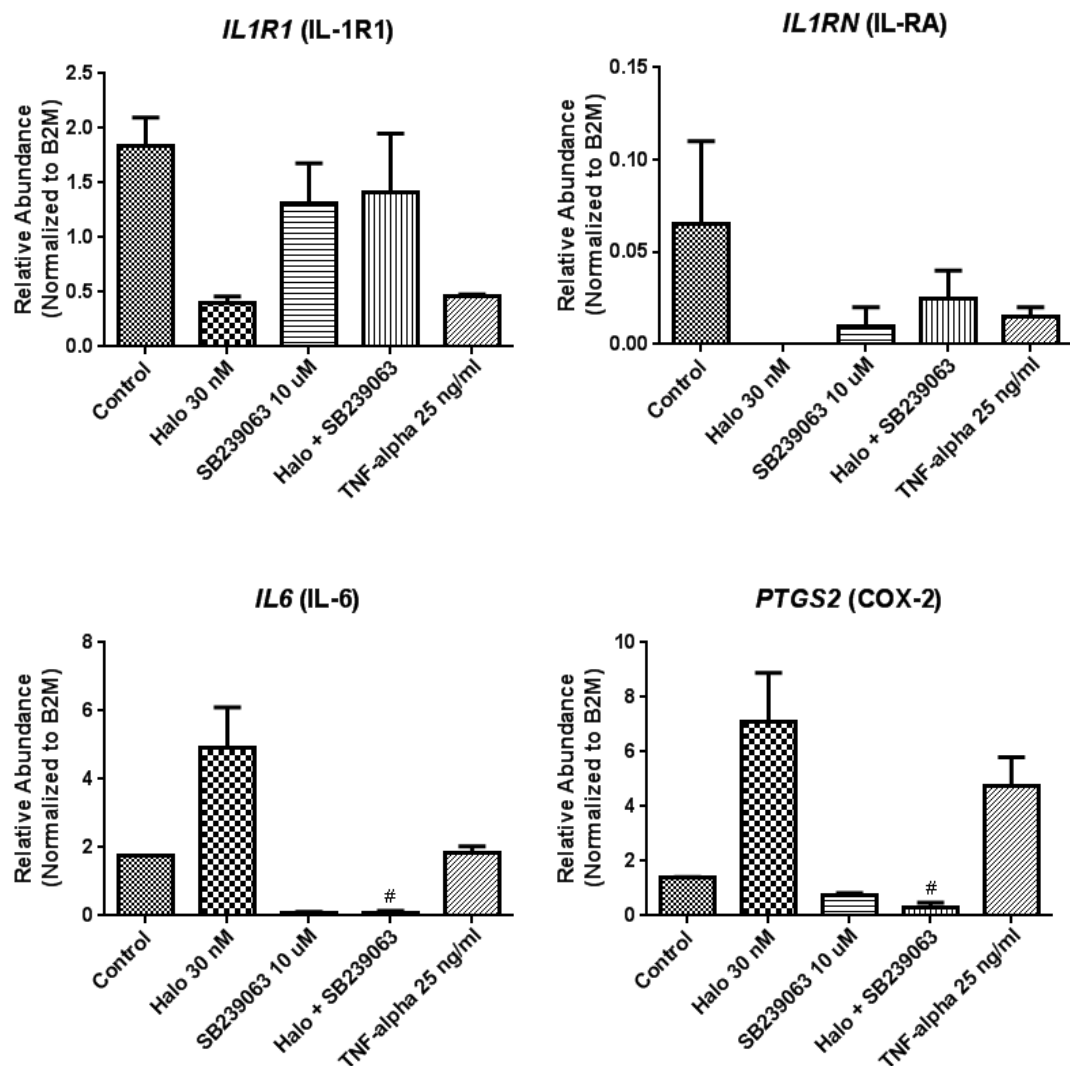 IL1R1 (IL-1R1)
Relative Abundance
(Normalized to B2M)
2.5
2.0
1.5
1.0
0.5
0.0
Control
Halo 30 nM
SB239063 10 uM
Halo + SB239063
TNF-alpha 25 ng/ml
IL1RN (IL-RA)
Relative Abundance
(Normalized to B2M)
0.15
0.10
0.05
0.00
Control
Halo 30 nM
SB239063 10 uM
Halo + SB239063
TNF-alpha 25 ng/ml
IL6 (IL-6)
Relative Abundance
(Normalized to B2M)
8
6
4
2
0
#
Control
Halo 30 nM
SB239063 10 uM
Halo + SB239063
TNF-alpha 25 ng/ml
PTGS2 (COX-2)
Relative Abundance
(Normalized to B2M)
10
8
6
4
2
0
#
Control
Halo 30 nM
SB239063 10 uM
Halo + SB239063
TNF-alpha 25 ng/ml